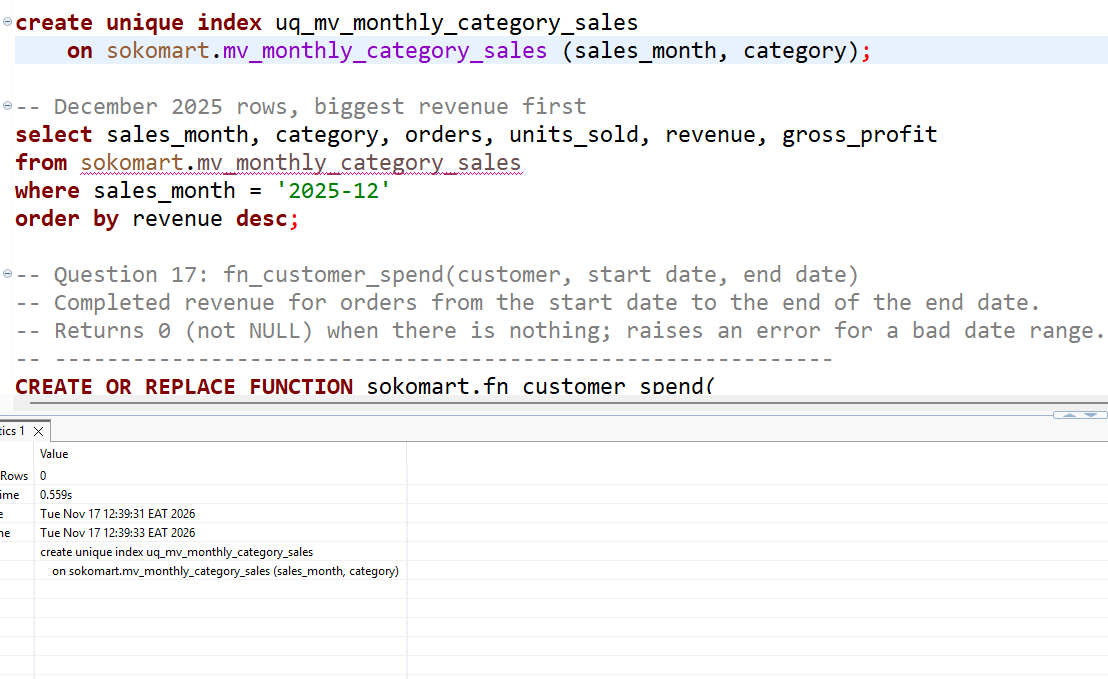 create unique index uq_mv_monthly_category_sales
on sokomart.mv_monthly_category_sales (sales_month, category);
-- December 2025 rows, biggest revenue first
select sales_month, category, orders, units_sold, revenue, gross_profit
from sokomart.mv_monthly_category_sales
where sales_month = '2025-12'
order by revenue desc;
-- Question 17: fn_customer_spend(customer, start date, end date)
-- Completed revenue for orders from the start date to the end of the end date.
-- Returns 0 (not NULL) when there is nothing; raises an error for a bad date range.
-- ------------------------------------------------------------
CREATE OR REPLACE FUNCTION sokomart.fn_customer_spend(
tics 1
Value
Rows 0
ime 0.559s
e Tue Nov 17 12:39:31 EAT 2026
ne Tue Nov 17 12:39:33 EAT 2026
create unique index uq_mv_monthly_category_sales
on sokomart.mv_monthly_category_sales (sales_month, category)